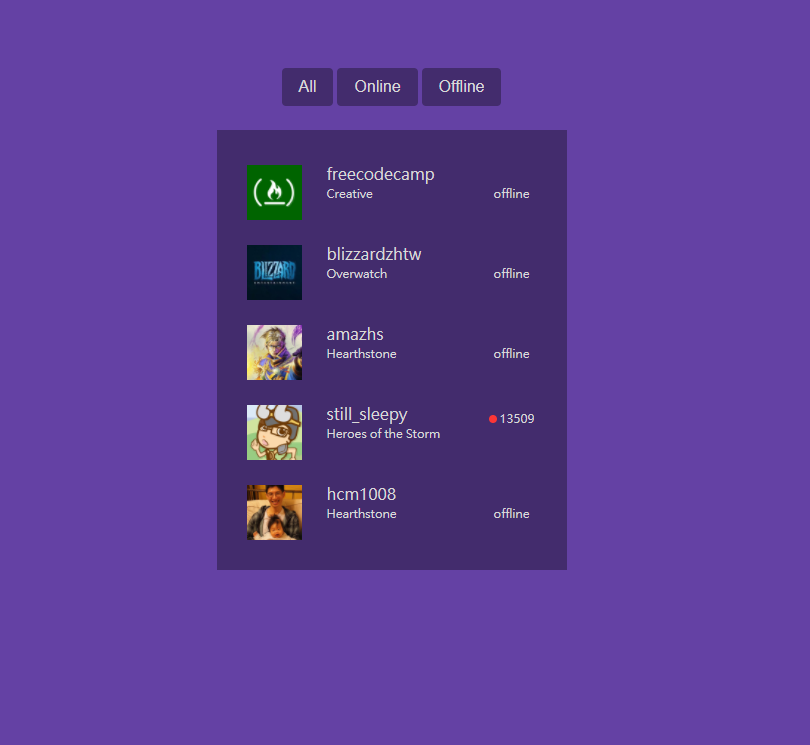 All Online Offline
freecodecamp
Creative offline
BLIZZARD
ENTERTAINMENT
blizzardzhtw
Overwatch offline
amazhs
Hearthstone offline
still_sleepy
13509
Heroes of the Storm
hcm1008
Hearthstone offline